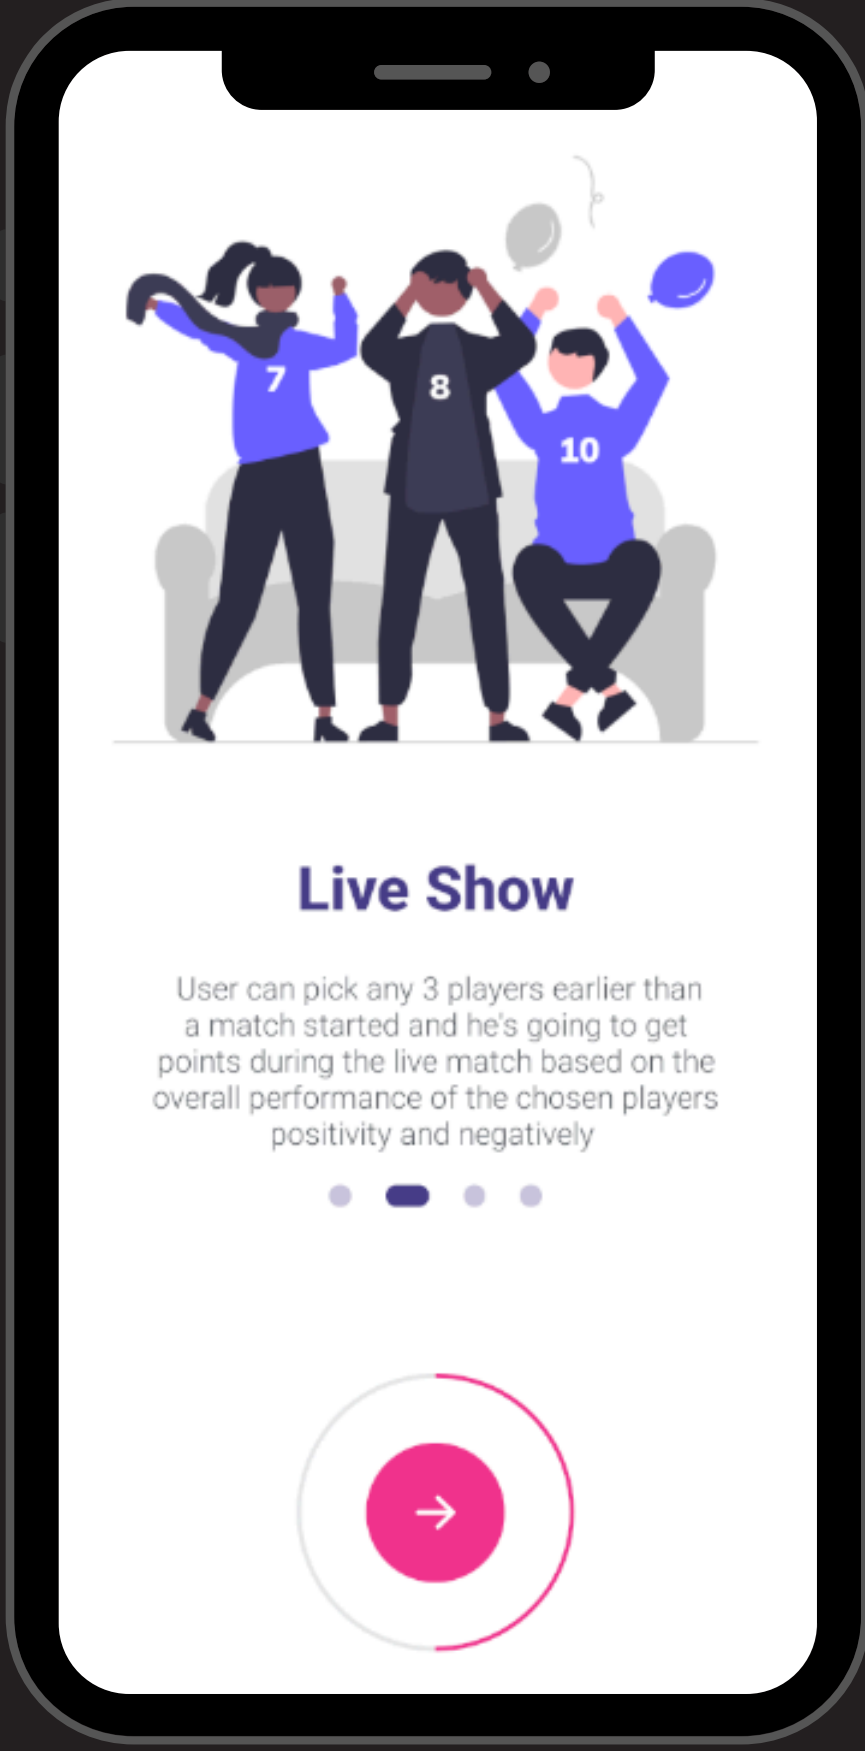 7
8
10
Live Show
User can pick any 3 players earlier than
a match started and he's going to get
points during the live match based on the
overall performance of the chosen players
positivity and negatively